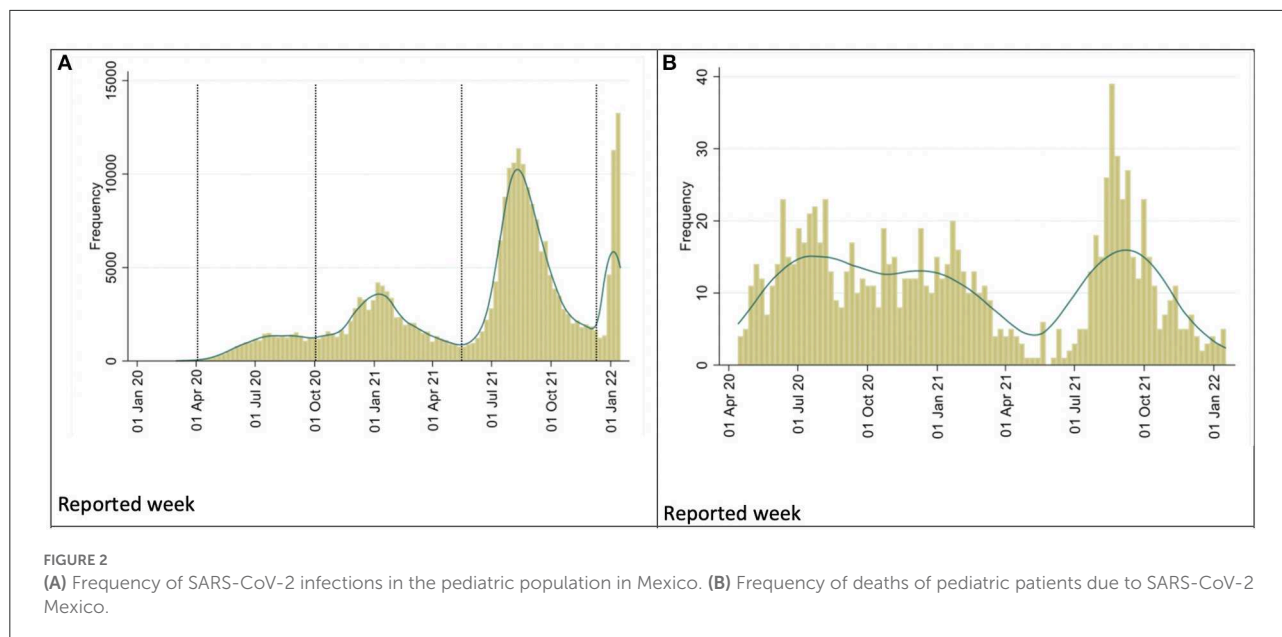 A
Frequency
15000
10000
5000
0
01 Jan 20
01 Apr 20
01 Jul 20
01 Oct 20
01 Jan 21
01 Apr 21
01 Jul 21
01 Oct 21
01 Jan 22
Reported week
B
Frequency
40
30
20
10
0
01 Apr 20
01 Jul 20
01 Oct 20
01 Jan 21
01 Apr 21
01 Jul 21
01 Oct 21
01 Jan 22
Reported week
FIGURE 2
(A) Frequency of SARS-CoV-2 infections in the pediatric population in Mexico. (B) Frequency of deaths of pediatric patients due to SARS-CoV-2
Mexico.